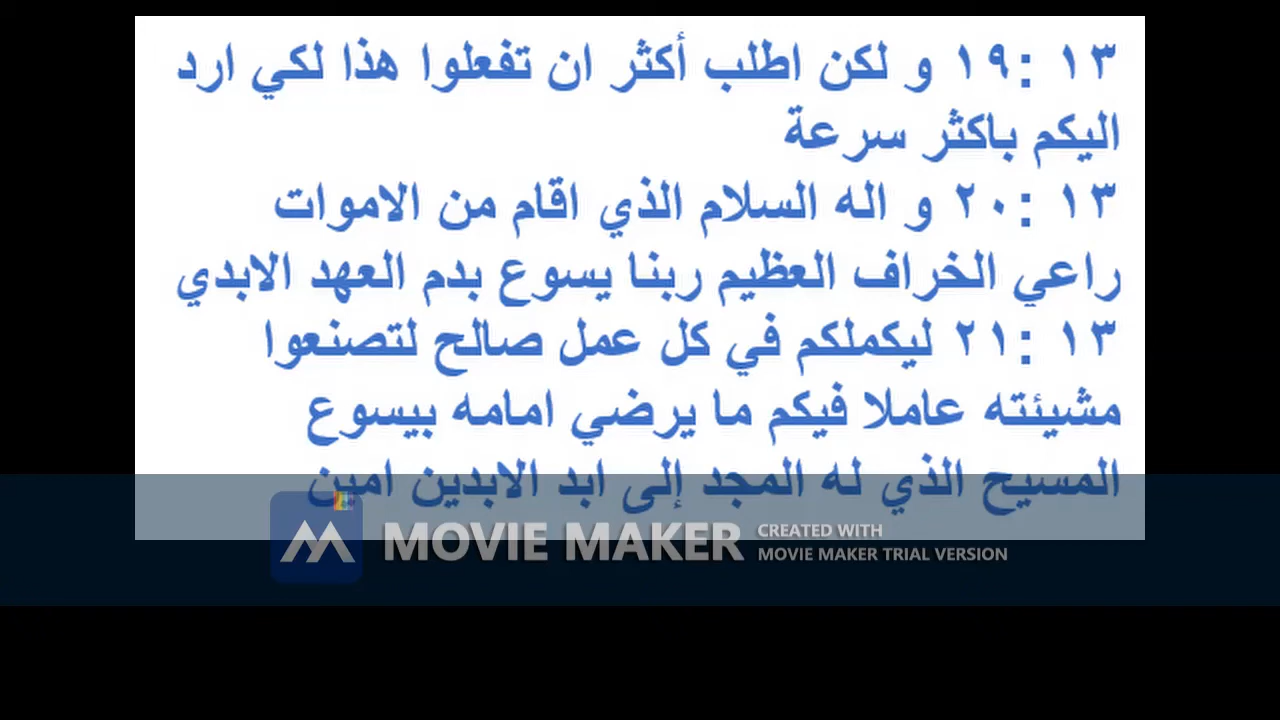 ١٣ :١٩ و لكن اطلب أكثر ان تفعلوا هذا لكي ارد
اليكم باكثر سرعة
١٣ :٢٠ و اله السلام الذي اقام من الاموات
راعي الخراف العظيم ربنا يسوع بدم العهد الابدي
١٣ :٢١ ليكملكم في كل عمل صالح لتصنعوا
مشيئته عاملا فيكم ما يرضي امامه بيسوع
المسيح الذي له المجد إلى ابد الابدين امين
MOVIE MAKER
CREATED WITH
MOVIE MAKER TRIAL VERSION